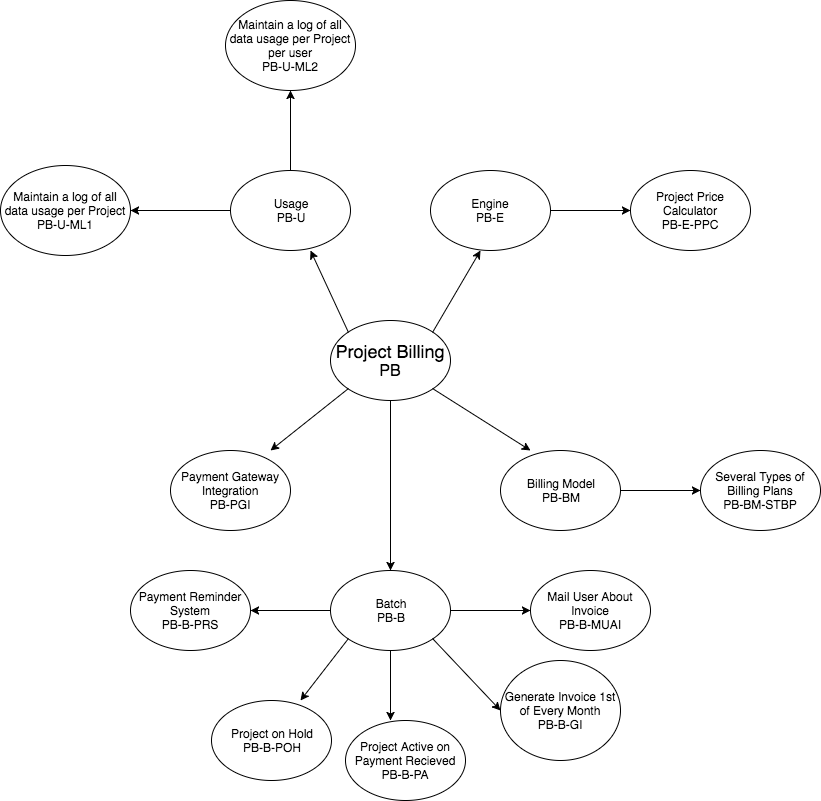 Maintain a log of all
data usage per Project
per user
PB-U-ML2
Maintain a log of all
data usage per Project
PB-U-ML1
Usage
PB-U
Engine
PB-E
Project Price
Calculator
PB-E-PPC
Project Billing
PB
Payment Gateway
Integration
PB-PGI
Billing Model
PB-BM
Several Types of
Billing Plans
PB-BM-STBP
Payment Reminder
System
PB-B-PRS
Batch
PB-B
Mail User About
Invoice
PB-B-MUAI
Project on Hold
PB-B-POH
Project Active on
Payment Recieved
PB-B-PA
Generate Invoice 1st
of Every Month
PB-B-GI